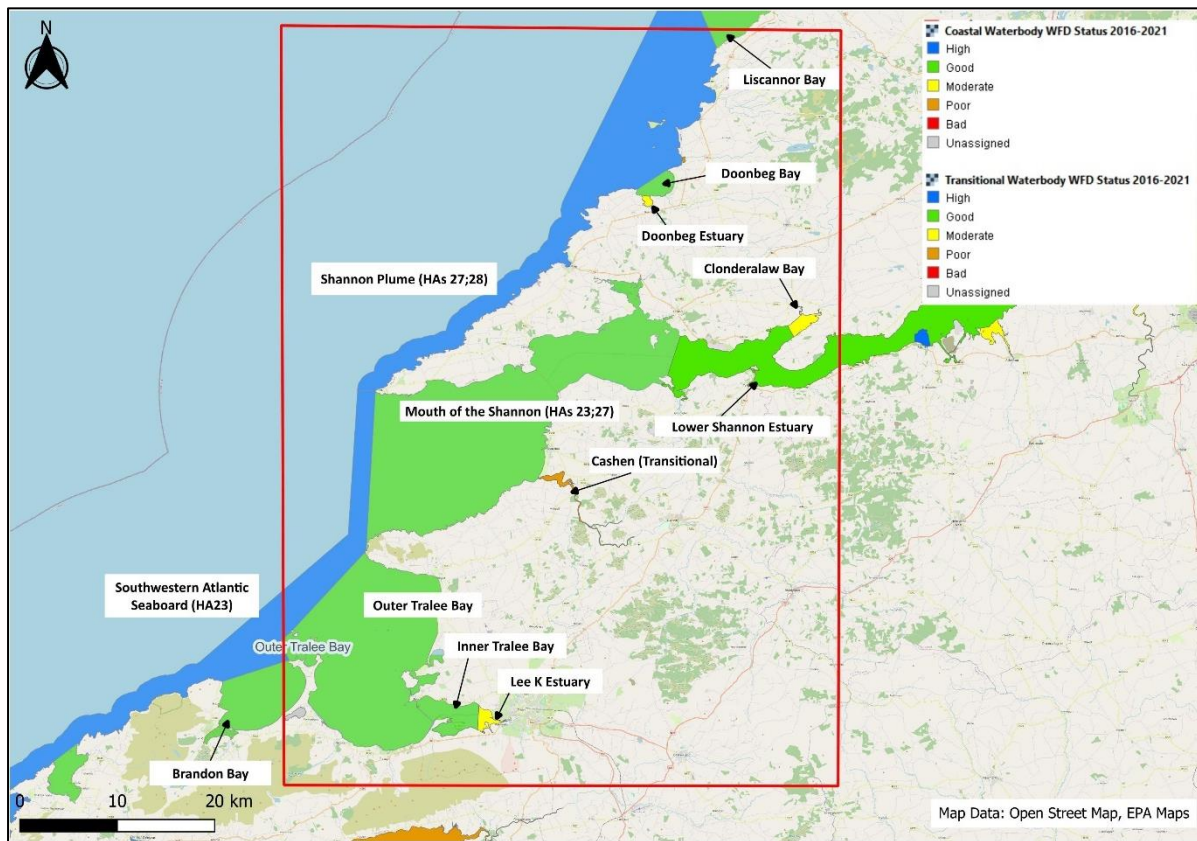 N
Coastal Waterbody WFD Status 2016-2021
High
Good
Moderate
Poor
Bad
Unassigned
Transitional Waterbody WFD Status 2016-2021
High
Good
Moderate
Poor
Bad
Unassigned
Liscannor Bay
Doonbeg Bay
Doonbeg Estuary
Clonderalaw Bay
Shannon Plume (HAs 27;28)
Mouth of the Shannon (HAs 23;27)
Lower Shannon Estuary
Cashen (Transitional)
Southwestern Atlantic
Seaboard (HA23)
Outer Tralee Bay
Outer Tralee Bay
Inner Tralee Bay
Lee K Estuary
Brandon Bay
0 10 20 km
Map Data: Open Street Map, EPA Maps